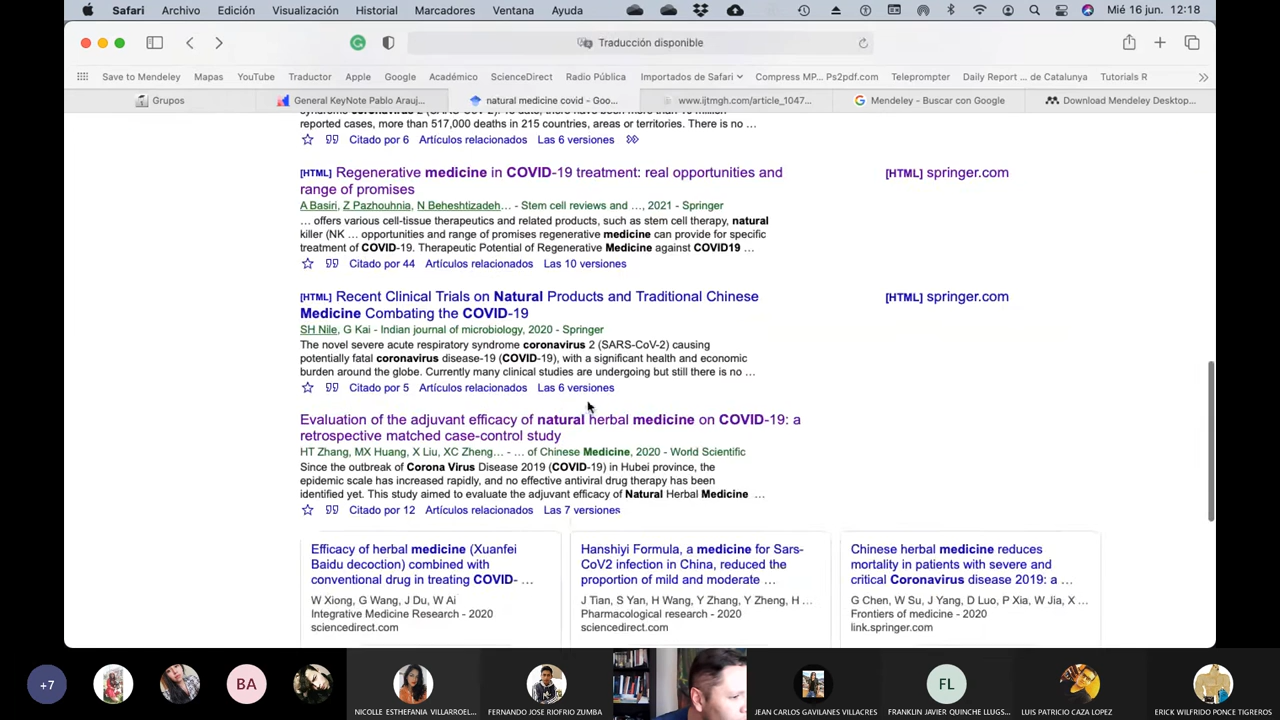 Safari Archivo Edición Visualización Historial Marcadores Ventana Ayuda Mié 16 jun. 12:18
Traducción disponible
Save to Mendeley Mapas YouTube Traductor Apple Google Académico ScienceDirect Radio Pública Importados de Safari Compress MP... Ps2pdf.com Teleprompter Daily Report ... de Catalunya Tutorials R
Grupos General KeyNote Pablo Arauj... natural medicine covid - Goo... www.ijtmgh.com/article_1047... Mendeley - Buscar con Google Download Mendeley Desktop...
syndrome coronavirus 2 (SARS-CoV-2). To date, there have been more than 10 million
reported cases, more than 517,000 deaths in 215 countries, areas or territories. There is no ...
Citado por 6 Artículos relacionados Las 6 versiones
[HTML] Regenerative medicine in COVID-19 treatment: real opportunities and [HTML] springer.com
range of promises
A Basiri, Z Pazhouhnia, N Beheshtizadeh... - Stem cell reviews and ..., 2021 - Springer
... offers various cell-tissue therapeutics and related products, such as stem cell therapy, natural
killer (NK ... opportunities and range of promises regenerative medicine can provide for specific
treatment of COVID-19. Therapeutic Potential of Regenerative Medicine against COVID19 ...
Citado por 44 Artículos relacionados Las 10 versiones
[HTML] Recent Clinical Trials on Natural Products and Traditional Chinese [HTML] springer.com
Medicine Combating the COVID-19
SH Nile, G Kai - Indian journal of microbiology, 2020 - Springer
The novel severe acute respiratory syndrome coronavirus 2 (SARS-CoV-2) causing
potentially fatal coronavirus disease-19 (COVID-19), with a significant health and economic
burden around the globe. Currently many clinical studies are undergoing but still there is no ...
Citado por 5 Artículos relacionados Las 6 versiones
Evaluation of the adjuvant efficacy of natural herbal medicine on COVID-19: a
retrospective matched case-control study
HT Zhang, MX Huang, X Liu, XC Zheng... - ... of Chinese Medicine, 2020 - World Scientific
Since the outbreak of Corona Virus Disease 2019 (COVID-19) in Hubei province, the
epidemic scale has increased rapidly, and no effective antiviral drug therapy has been
identified yet. This study aimed to evaluate the adjuvant efficacy of Natural Herbal Medicine ...
Citado por 12 Artículos relacionados Las 7 versiones
Efficacy of herbal medicine (Xuanfei
Baidu decoction) combined with
conventional drug in treating COVID- ...
W Xiong, G Wang, J Du, W Ai
Integrative Medicine Research - 2020
sciencedirect.com
Hanshiyi Formula, a medicine for Sars-
CoV2 infection in China, reduced the
proportion of mild and moderate ...
J Tian, S Yan, H Wang, Y Zhang, Y Zheng, H ...
Pharmacological research - 2020
sciencedirect.com
Chinese herbal medicine reduces
mortality in patients with severe and
critical Coronavirus disease 2019: a ...
G Chen, W Su, J Yang, D Luo, P Xia, W Jia, X ...
Frontiers of medicine - 2020
link.springer.com
+7 BA FL
NICOLLE ESTHEFANIA VILLARROEL... FERNANDO JOSE RIOFRIO ZUMBA JEAN CARLOS GAVILANES VILLACRES FRANKLIN JAVIER QUINCHE LLUGS... LUIS PATRICIO CAZA LOPEZ ERICK WILFRIDO PONCE TIGREROS